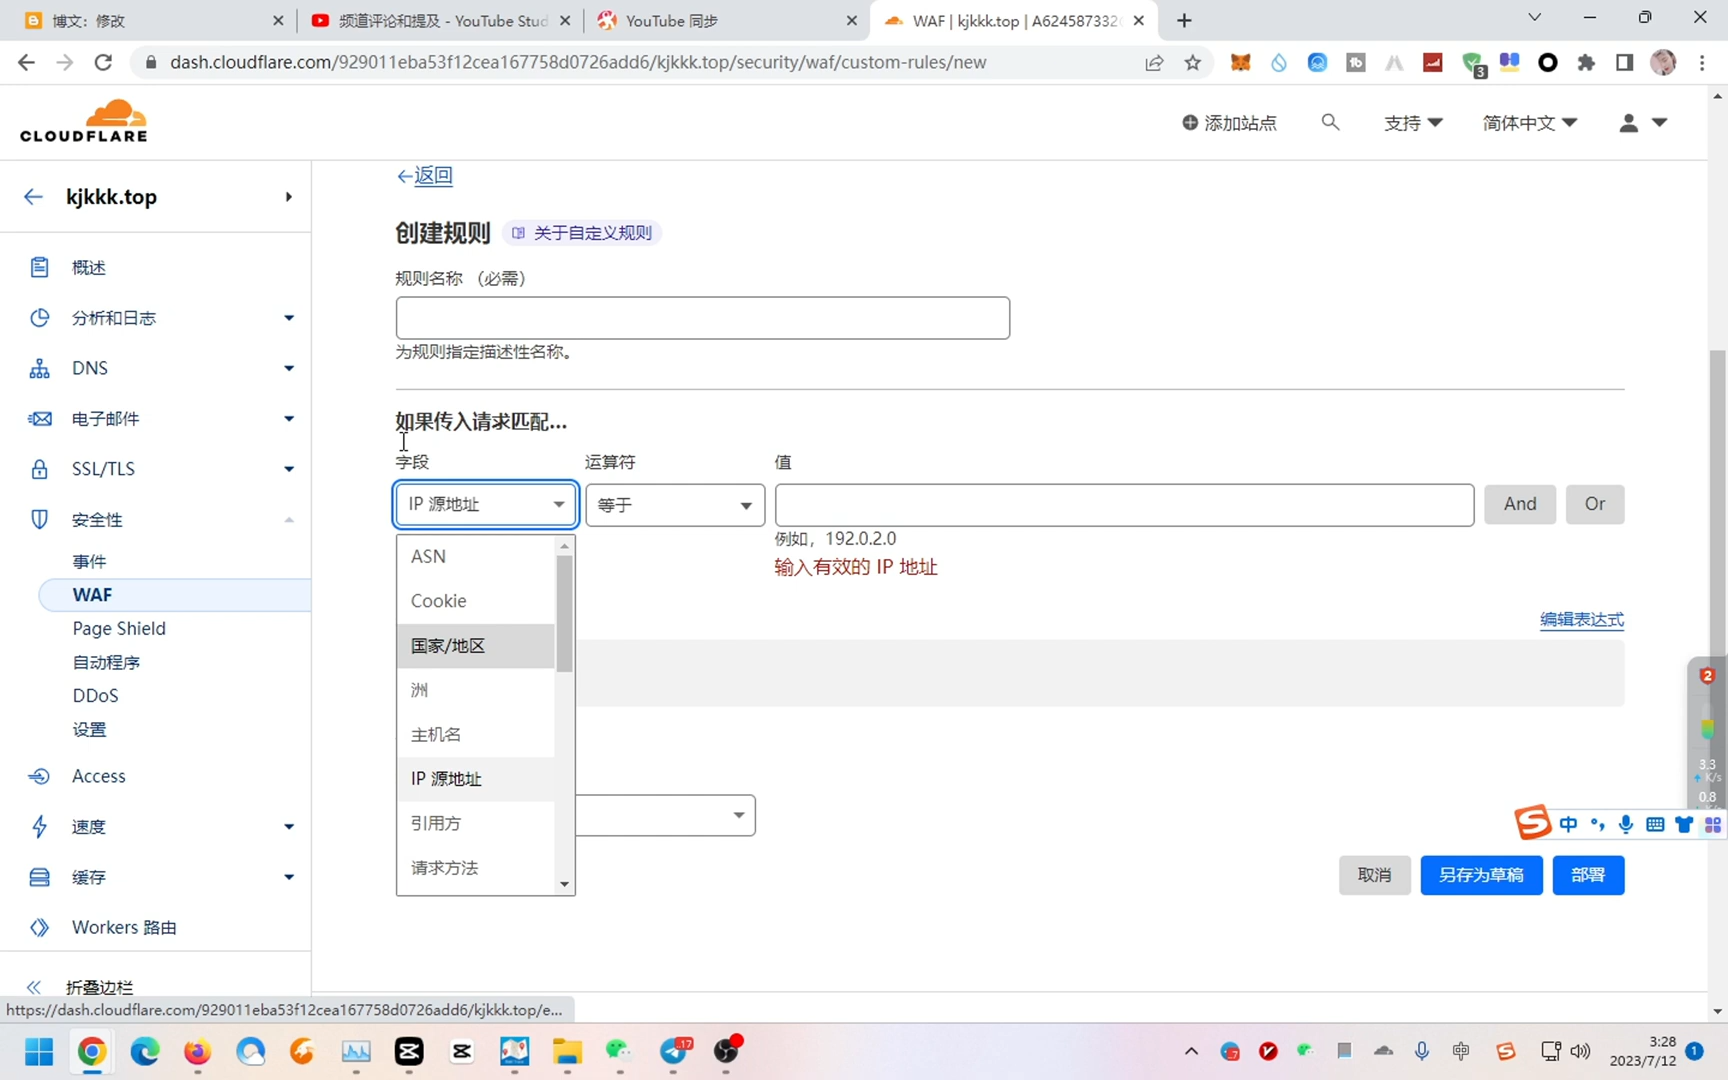 博文：修改
频道评论和提及 - YouTube Stud
YouTube 同步
WAF | kjkkk.top | A624587332
dash.cloudflare.com/929011eba53f12cea167758d0726add6/kjkkk.top/security/waf/custom-rules/new
3
CLOUDFLARE
添加站点
支持
简体中文
kjkkk.top
概述
分析和日志
DNS
电子邮件
SSL/TLS
安全性
事件
WAF
Page Shield
自动程序
DDoS
设置
Access
速度
缓存
Workers 路由
折叠边栏
返回
创建规则
关于自定义规则
规则名称 （必需）
为规则指定描述性名称。
如果传入请求匹配...
字段
运算符
值
IP 源地址
等于
And
Or
例如，192.0.2.0
输入有效的 IP 地址
ASN
Cookie
国家/地区
洲
主机名
IP 源地址
引用方
请求方法
编辑表达式
2
3.3
K/s
0.8
中
取消
另存为草稿
部署
https://dash.cloudflare.com/929011eba53f12cea167758d0726add6/kjkkk.top/e...
17
中
3:28
2023/7/12
1